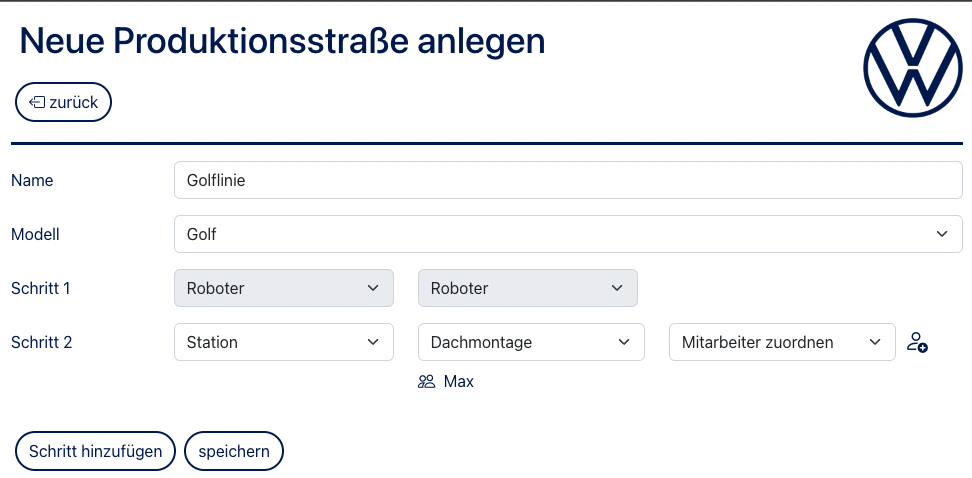 Neue Produktionsstraße anlegen
zurück
Name Golflinie
Modell Golf
Schritt 1 Roboter Roboter
Schritt 2 Station Dachmontage Mitarbeiter zuordnen
Max
Schritt hinzufügen speichern